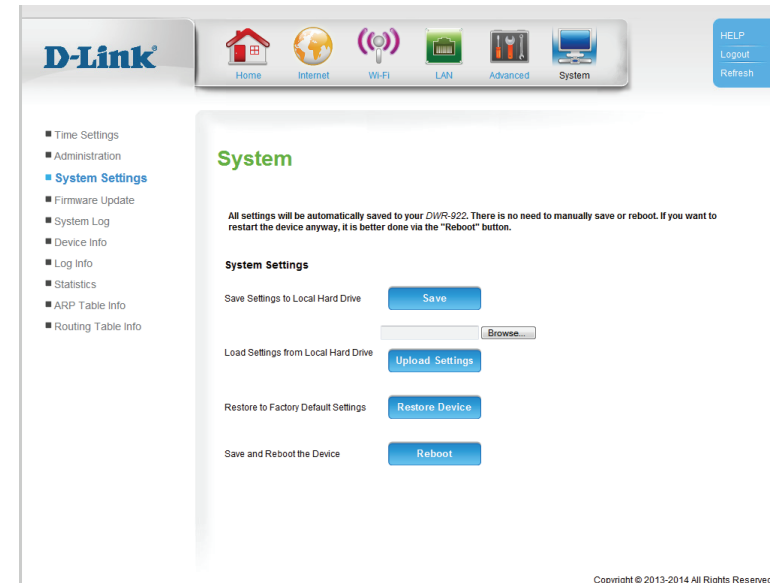 D-Link®
Home
Internet
Wi-Fi
LAN
Advanced
System
HELP
Logout
Refresh
Time Settings
Administration
System Settings
Firmware Update
System Log
Device Info
Log Info
Statistics
ARP Table Info
Routing Table Info
System
All settings will be automatically saved to your DWR-922. There is no need to manually save or reboot. If you want to
restart the device anyway, it is better done via the "Reboot" button.
System Settings
Save Settings to Local Hard Drive
Save
Browse...
Load Settings from Local Hard Drive
Upload Settings
Restore to Factory Default Settings
Restore Device
Save and Reboot the Device
Reboot
Copyright © 2013-2014 All Rights Reserved